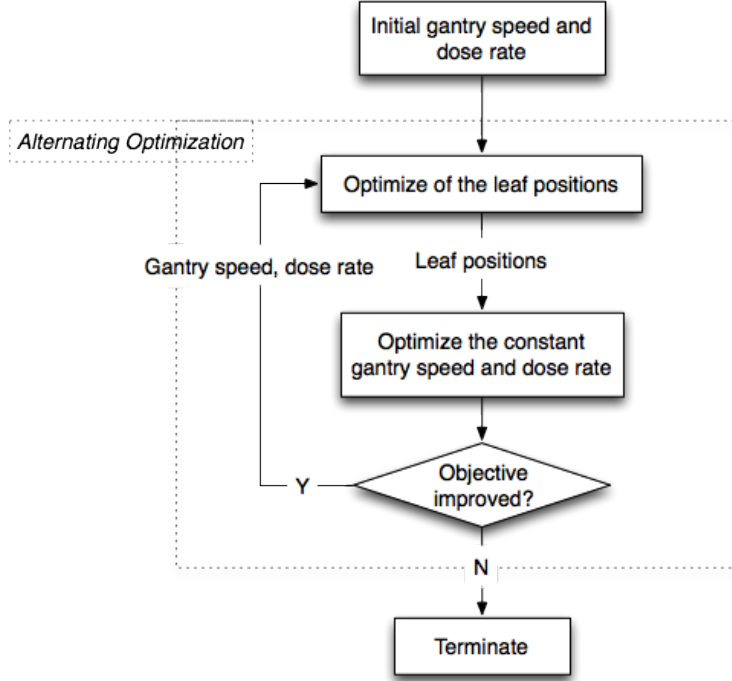 Initial gantry speed and
dose rate
Alternating Optimization
Optimize of the leaf positions
Gantry speed, dose rate
Leaf positions
Optimize the constant
gantry speed and dose rate
Objective
improved?
Y
N
Terminate